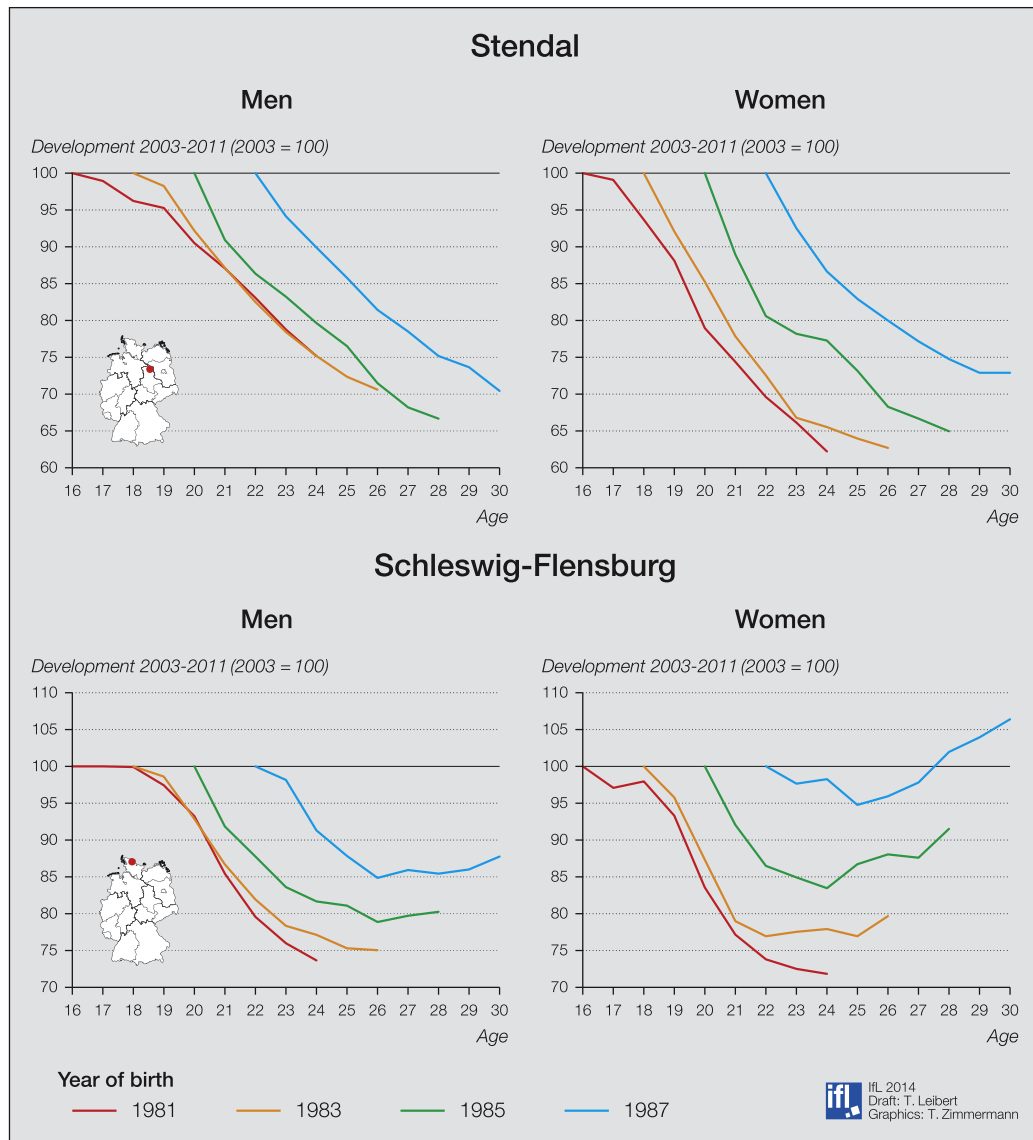 Stendal
Men
Women
Development 2003-2011 (2003 = 100)
Development 2003-2011 (2003 = 100)
100
95
90
85
80
75
70
65
60
16 17 18 19 20 21 22 23 24 25 26 27 28 29 30
Age
100
95
90
85
80
75
70
65
60
16 17 18 19 20 21 22 23 24 25 26 27 28 29 30
Age
Schleswig-Flensburg
Men
Women
Development 2003-2011 (2003 = 100)
Development 2003-2011 (2003 = 100)
110
105
100
95
90
85
80
75
70
16 17 18 19 20 21 22 23 24 25 26 27 28 29 30
Age
110
105
100
95
90
85
80
75
70
16 17 18 19 20 21 22 23 24 25 26 27 28 29 30
Age
Year of birth
1981 1983 1985 1987
ifl
IfL 2014
Draft: T. Leibert
Graphics: T. Zimmermann